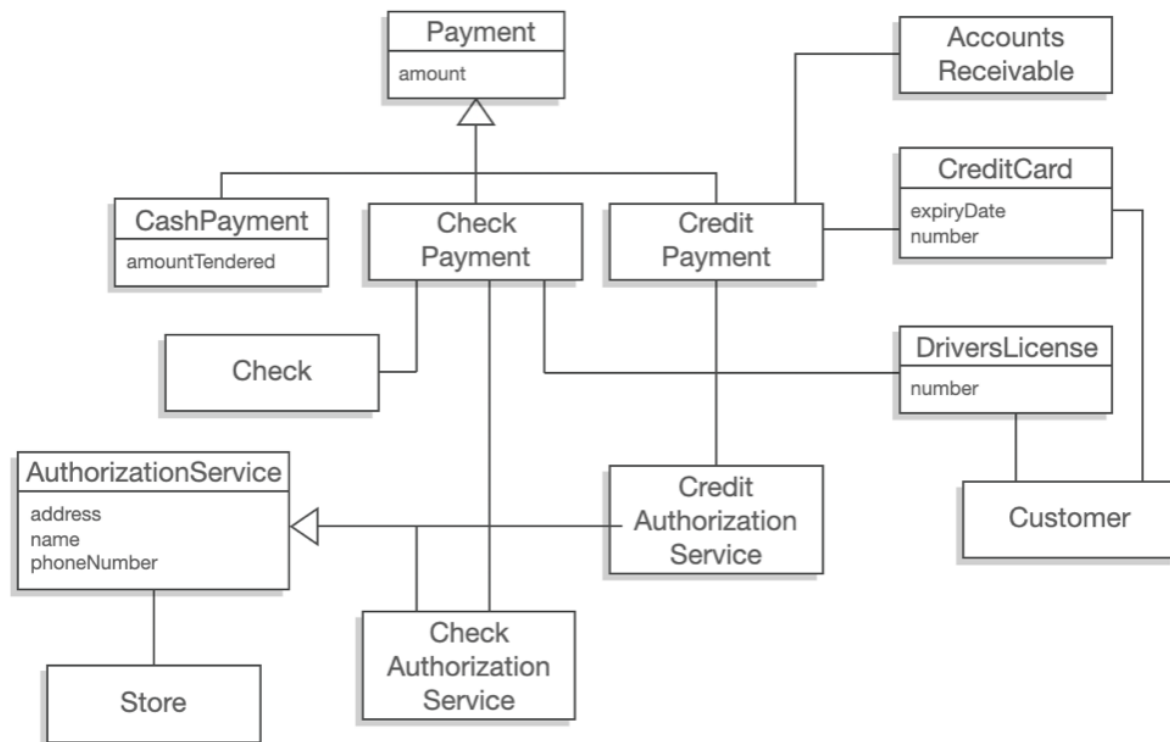 Payment
amount
Accounts
Receivable
CreditCard
expiryDate
number
CashPayment
amountTendered
Check
Payment
Credit
Payment
DriversLicense
number
Check
AuthorizationService
address
name
phoneNumber
Credit
Authorization
Service
Customer
Check
Authorization
Service
Store